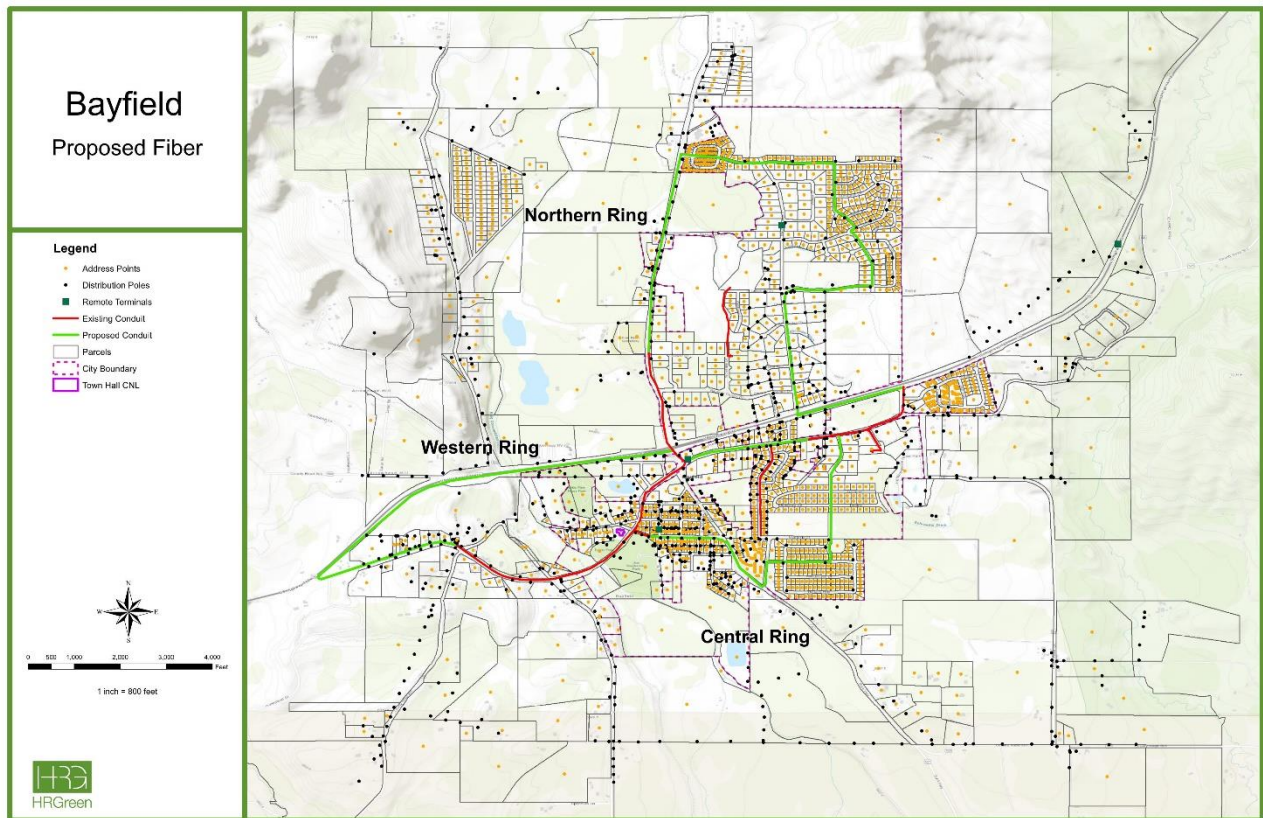 Bayfield
Proposed Fiber
Legend
Address Points
Distribution Poles
Remote Terminals
Existing Conduit
Proposed Conduit
Parcels
City Boundary
Town Hall CNL
N
W
E
S
0 500 1,000 2,000 3,000 4,000
Feet
1 inch = 800 feet
HRG
HRGreen
Northern Ring
Western Ring
Central Ring